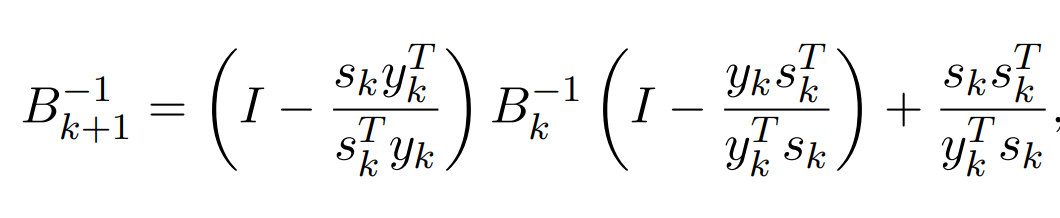 $B_{k+1}^{-1} = \left( I - \frac{s_k y_k^T}{s_k^T y_k} \right) B_k^{-1} \left( I - \frac{y_k s_k^T}{y_k^T s_k} \right) + \frac{s_k s_k^T}{y_k^T s_k},$